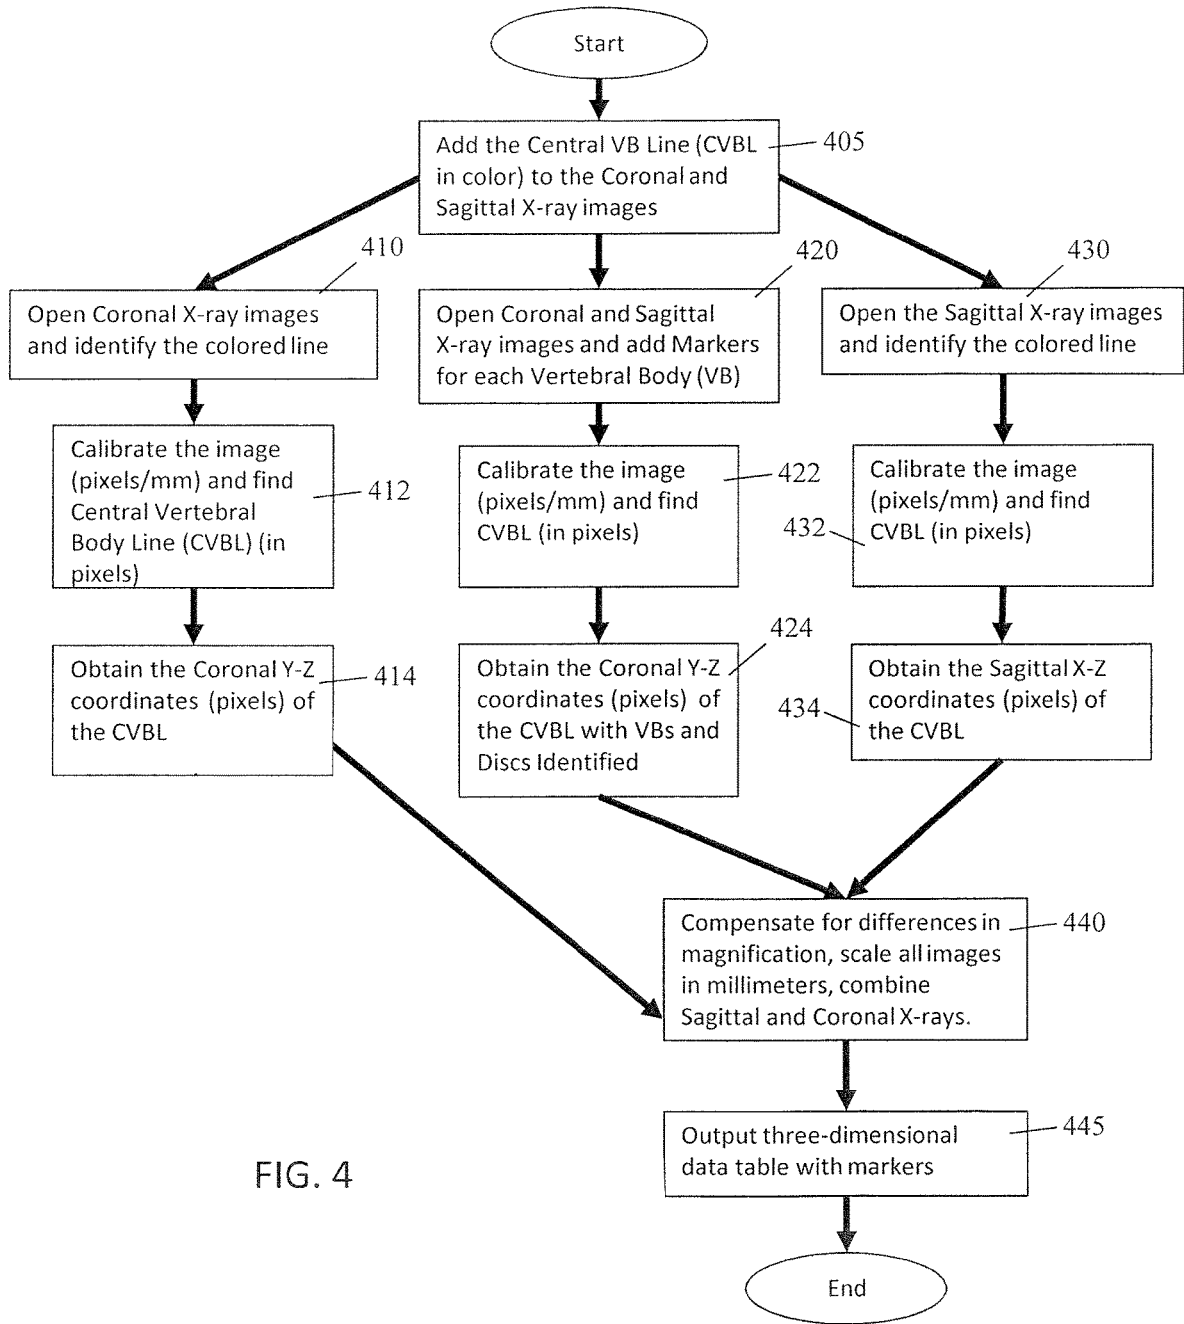 Start
Add the Central VB Line (CVBL
in color) to the Coronal and
Sagittal X-ray images
405
410
Open Coronal X-ray images
and identify the colored line
420
Open Coronal and Sagittal
X-ray images and add Markers
for each Vertebral Body (VB)
430
Open the Sagittal X-ray images
and identify the colored line
Calibrate the image
(pixels/mm) and find
Central Vertebral
Body Line (CVBL) (in
pixels)
412
Calibrate the image
(pixels/mm) and find
CVBL (in pixels)
422
Calibrate the image
(pixels/mm) and find
CVBL (in pixels)
432
Obtain the Coronal Y-Z
coordinates (pixels) of
the CVBL
414
Obtain the Coronal Y-Z
coordinates (pixels) of
the CVBL with VBs and
Discs Identified
424
Obtain the Sagittal X-Z
coordinates (pixels) of
the CVBL
434
Compensate for differences in
magnification, scale all images
in millimeters, combine
Sagittal and Coronal X-rays.
440
Output three-dimensional
data table with markers
445
End
FIG. 4